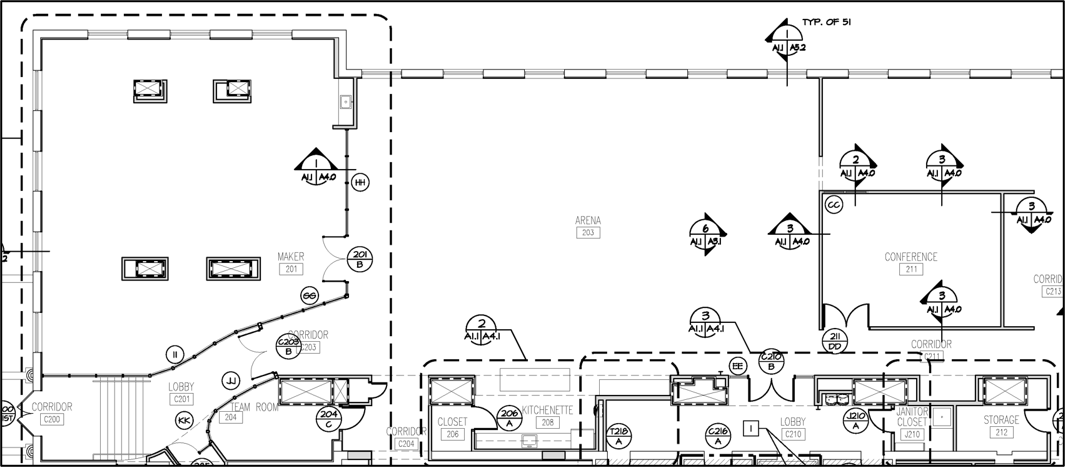 TYP. OF 51
1
A1.1 A5.2
2
A1.1 A4.0
3
A1.1 A4.0
1
A1.1 A4.0
HH
CC
3
A1.1 A4.0
ARENA
203
6
A1.1 A5.1
3
A1.1 A4.0
MAKER
201
201
B
CONFERENCE
211
CORRID
C213
GG
3
A1.1 A4.0
2
A1.1 A4.1
3
A1.1 A4.1
C203
B
CORRIDOR
C203
211
DD
CORRIDOR
C211
II
JJ
EE
C210
B
LOBBY
C201
CORRIDOR
C200
KK
TEAM ROOM
204
204
C
CORRIDOR
C204
CLOSET
206
206
A
KITCHENETTE
208
T218
A
C216
A
1
LOBBY
C210
J210
A
JANITOR
CLOSET
J210
STORAGE
212